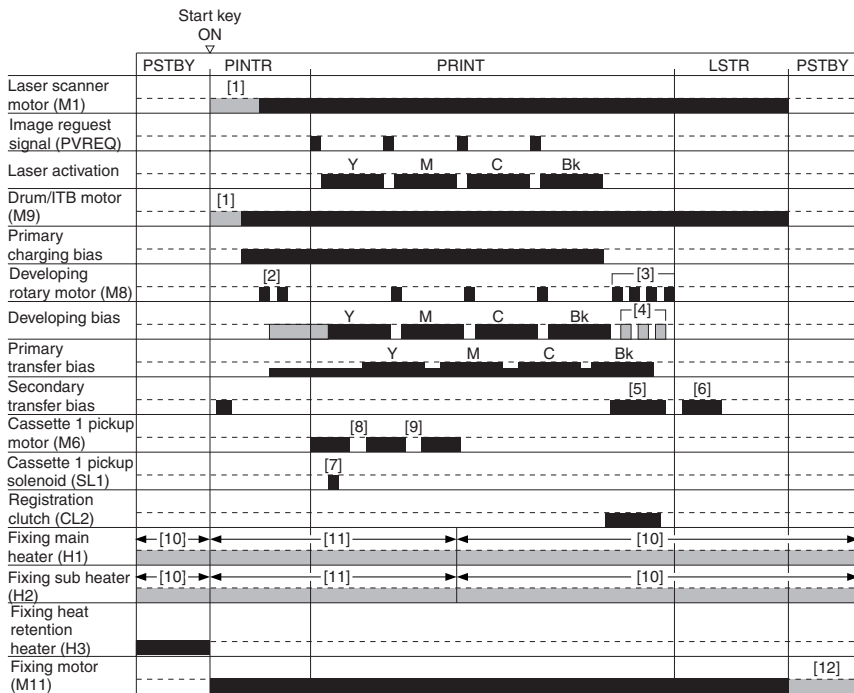 Start key
ON
PSTBY PINTR PRINT LSTR PSTBY
Laser scanner
motor (M1)
[1]
Image reguest
signal (PVREQ)
Laser activation
Y M C Bk
Drum/ITB motor
(M9)
[1]
Primary
charging bias
Developing
rotary motor (M8)
[2] [3]
Developing bias
Y M C Bk [4]
Primary
transfer bias
Y M C Bk
Secondary
transfer bias
[5] [6]
Cassette 1 pickup
motor (M6)
[8] [9]
Cassette 1 pickup
solenoid (SL1)
[7]
Registration
clutch (CL2)
Fixing main
heater (H1)
[10] [11] [10]
Fixing sub heater
(H2)
[10] [11] [10]
Fixing heat
retention
heater (H3)
Fixing motor
(M11)
[12]